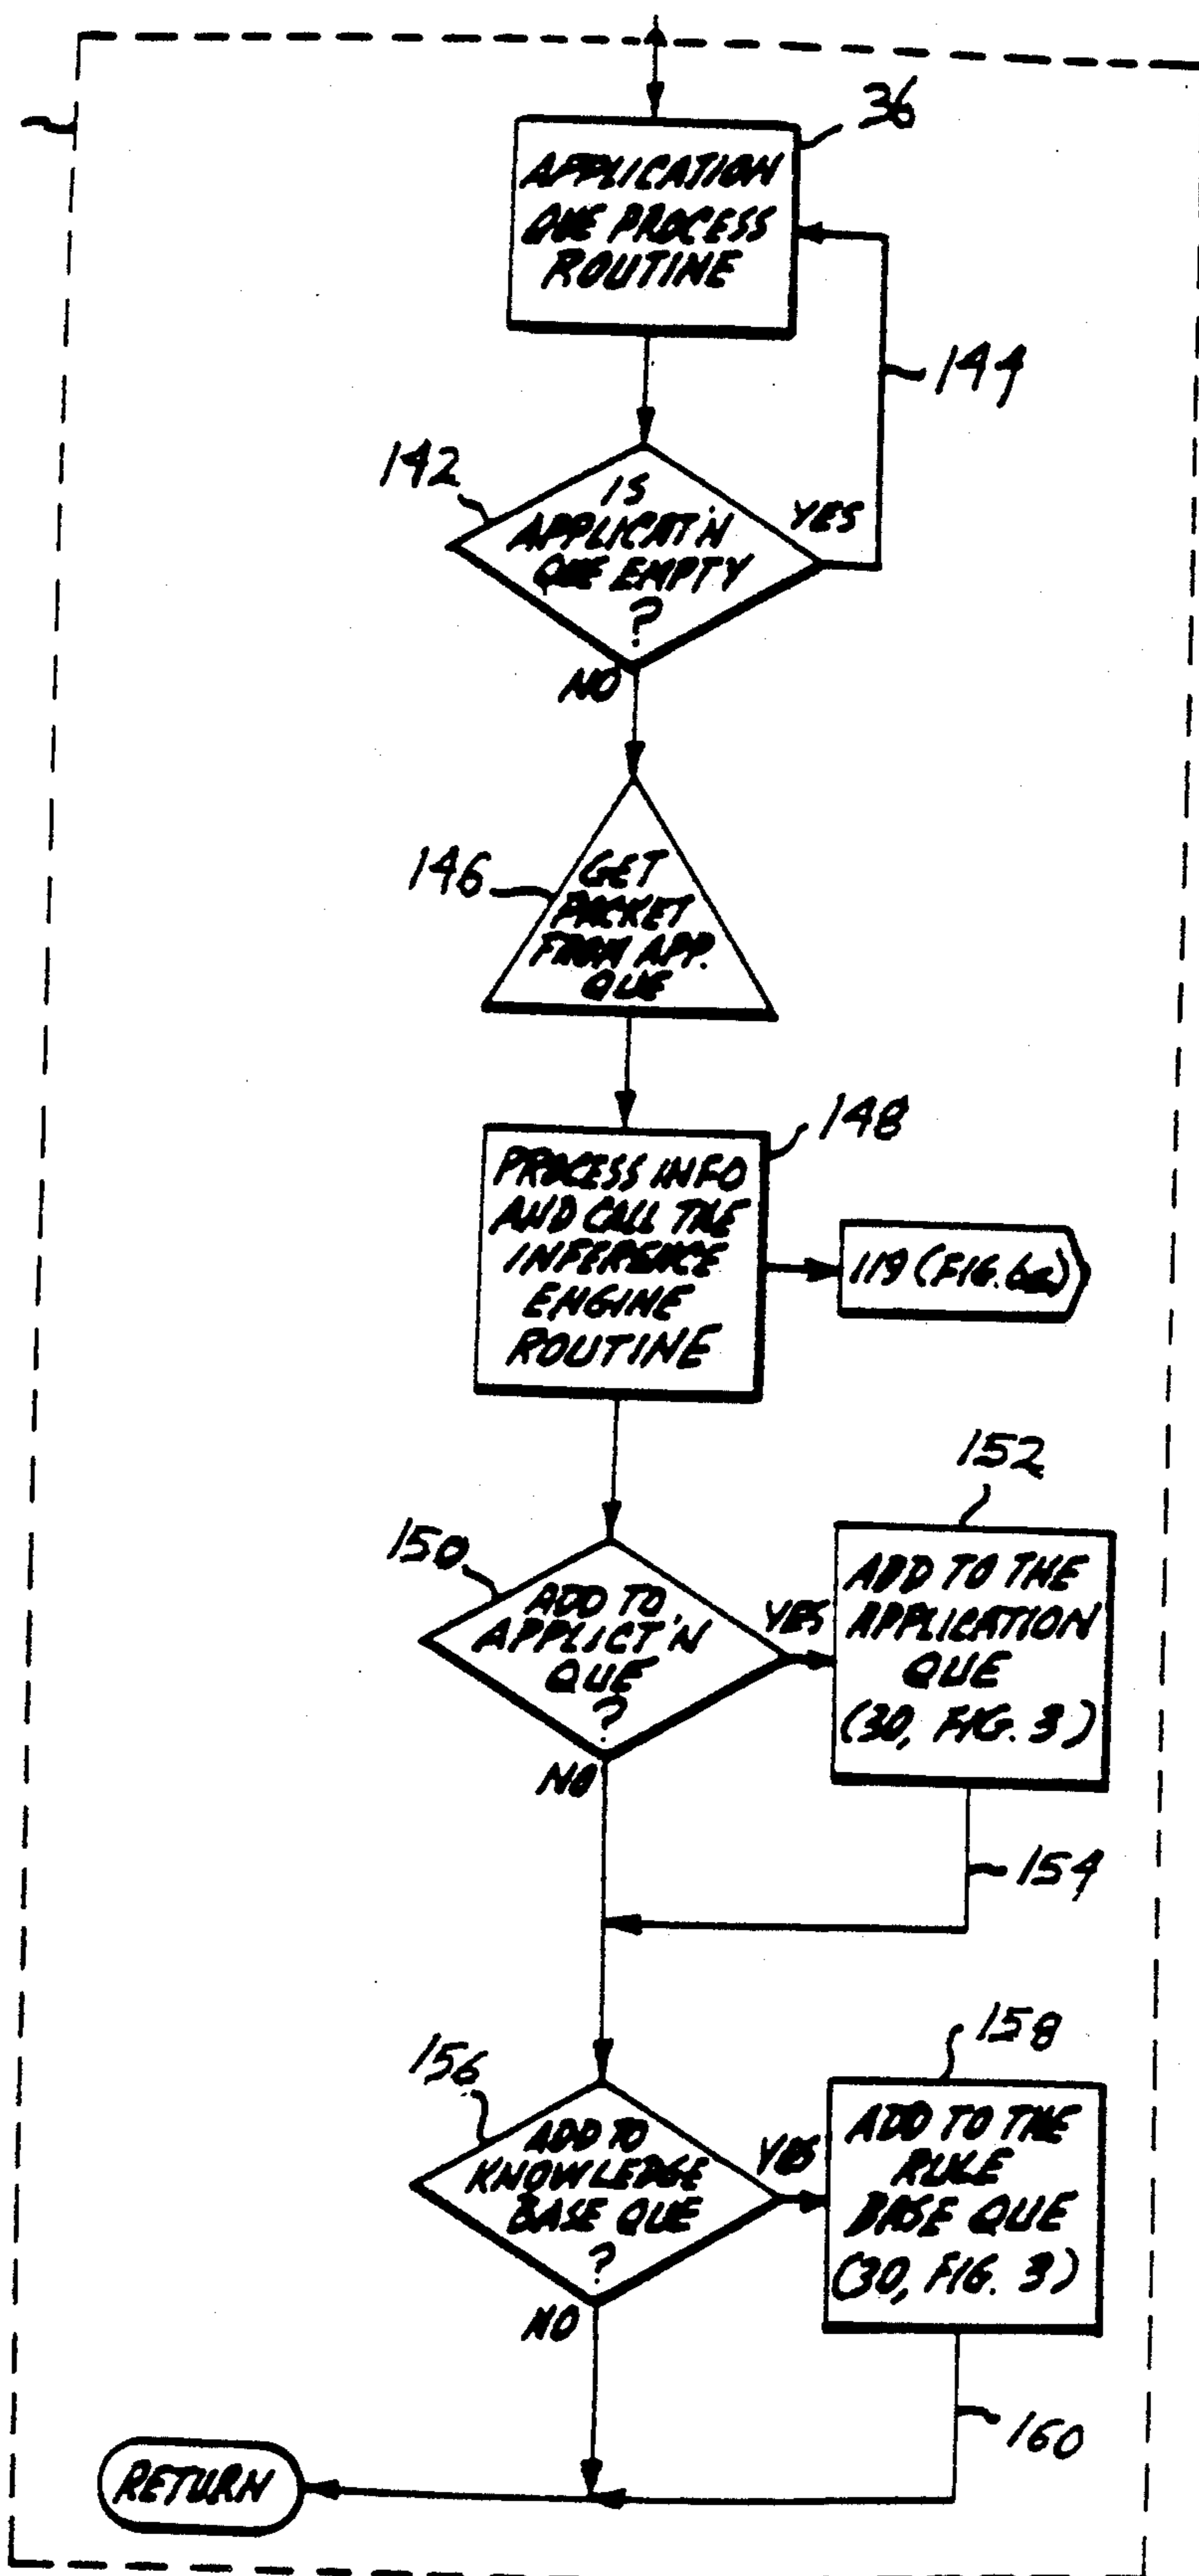 36
APPLICATION
QUE PROCESS
ROUTINE
144
142
IS
APPLICAT'N
QUE EMPTY
?
YES
NO
146
GET
PACKET
FROM APP.
QUE
148
PROCESS INFO
AND CALL THE
INFERENCE
ENGINE
ROUTINE
119 (FIG. 6a)
152
150
ADD TO
APPLICT'N
QUE
?
YES
ADD TO THE
APPLICATION
QUE
(30, FIG. 3)
NO
154
158
156
ADD TO
KNOWLEDGE
BASE QUE
?
YES
ADD TO THE
RULE
BASE QUE
(30, FIG. 3)
NO
160
RETURN